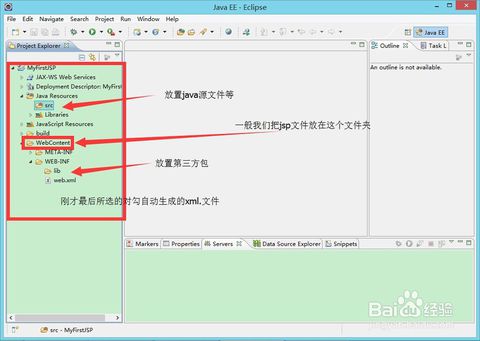 Java EE - Eclipse
File Edit Navigate Search Project Run Window Help
Java EE
Project Explorer
Outline
Task L
MyFirstJSP
An outline is not available.
JAX-WS Web Services
Deployment Descriptor: MyFirst
Java Resources
src
放置java源文件等
Libraries
JavaScript Resources
一般我们把jsp文件放在这个文件夹
build
WebContent
META-INF
WEB-INF
放置第三方包
lib
web.xml
刚才最后所选的对勾自动生成的xml.文件
Markers
Properties
Servers
Data Source Explorer
Snippets
Baidu 经验
jingyan.baidu.com
src - MyFirstJSP